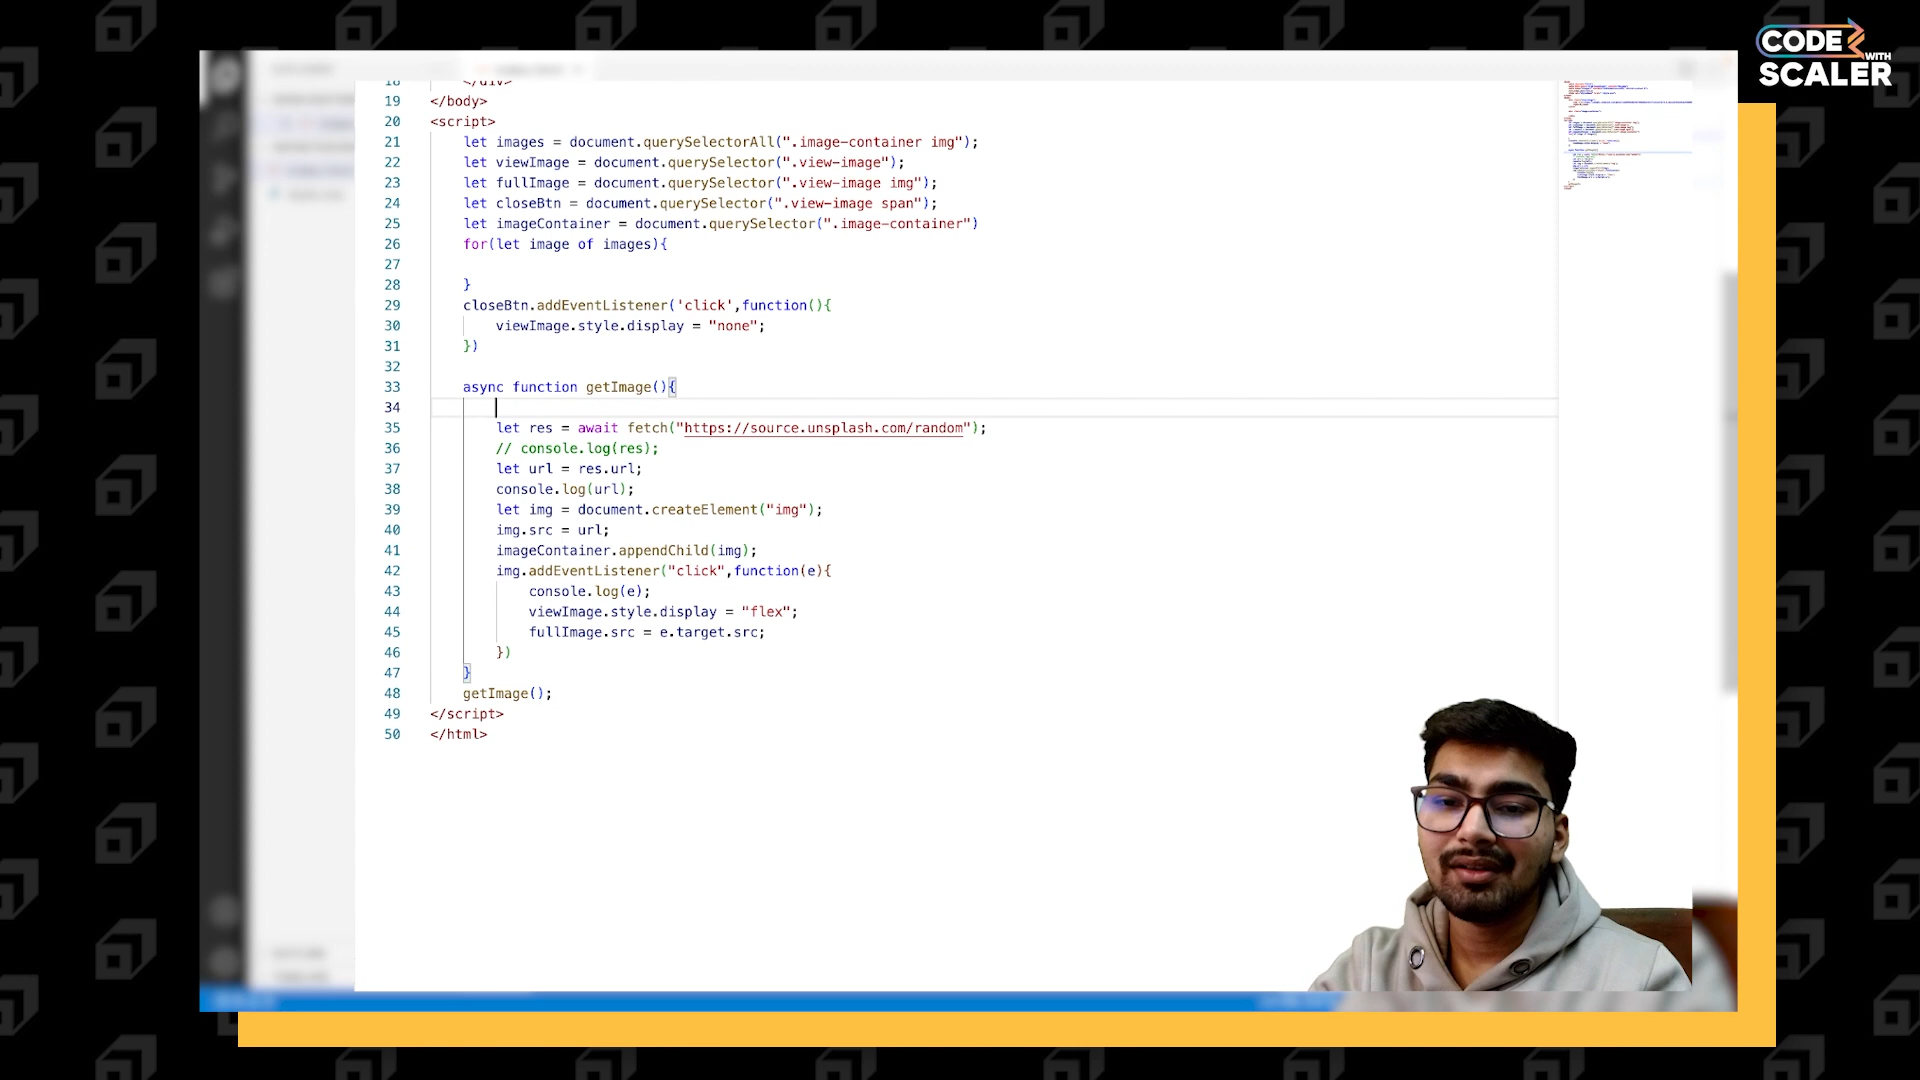 CODE
WITH
SCALER
18 </div>
19 </body>
20 <script>
21 let images = document.querySelectorAll(".image-container img");
22 let viewImage = document.querySelector(".view-image");
23 let fullImage = document.querySelector(".view-image img");
24 let closeBtn = document.querySelector(".view-image span");
25 let imageContainer = document.querySelector(".image-container")
26 for(let image of images){
27
28 }
29 closeBtn.addEventListener('click',function(){
30 viewImage.style.display = "none";
31 })
32
33 async function getImage(){
34
35 let res = await fetch("https://source.unsplash.com/random");
36 // console.log(res);
37 let url = res.url;
38 console.log(url);
39 let img = document.createElement("img");
40 img.src = url;
41 imageContainer.appendChild(img);
42 img.addEventListener("click",function(e){
43 console.log(e);
44 viewImage.style.display = "flex";
45 fullImage.src = e.target.src;
46 })
47 }
48 getImage();
49 </script>
50 </html>